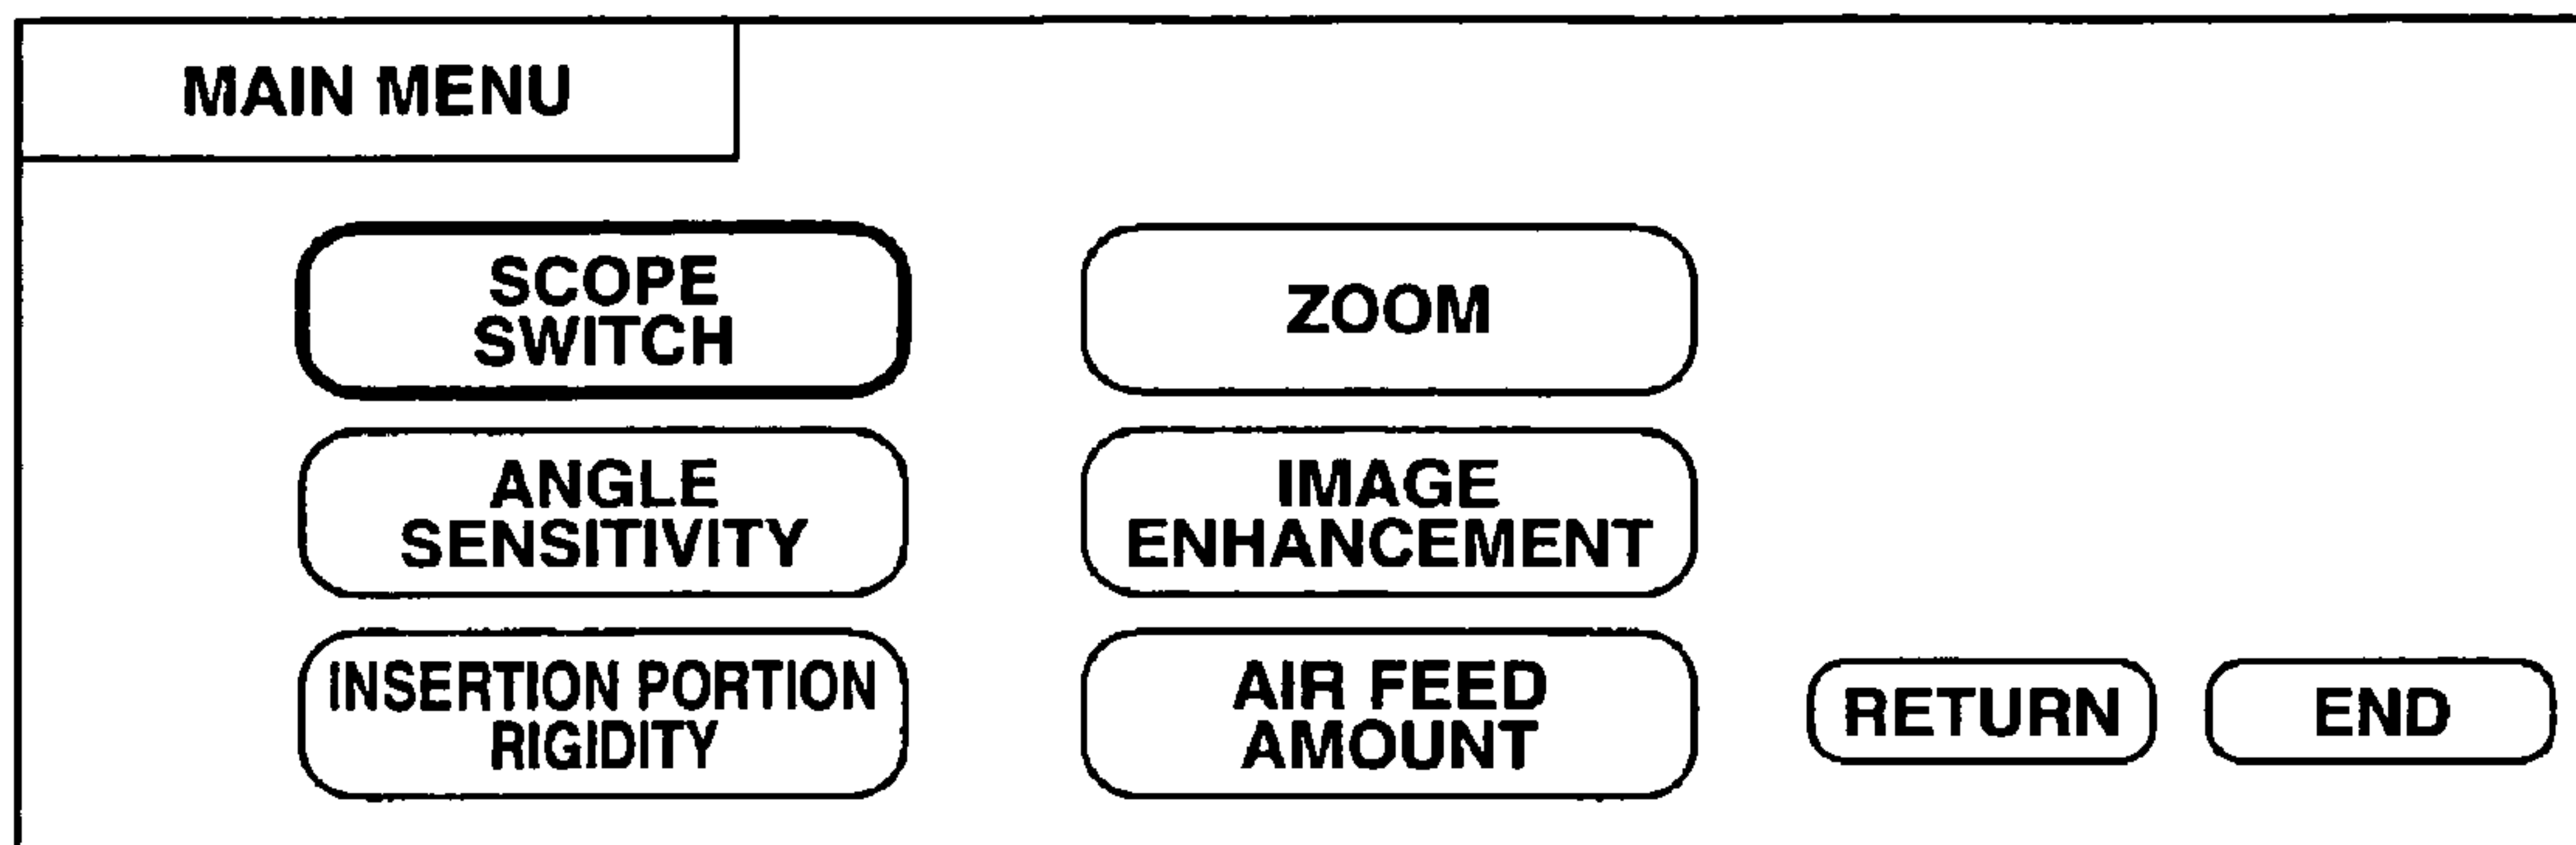 MAIN MENU
SCOPE
SWITCH
ZOOM
ANGLE
SENSITIVITY
IMAGE
ENHANCEMENT
INSERTION PORTION
RIGIDITY
AIR FEED
AMOUNT
RETURN
END